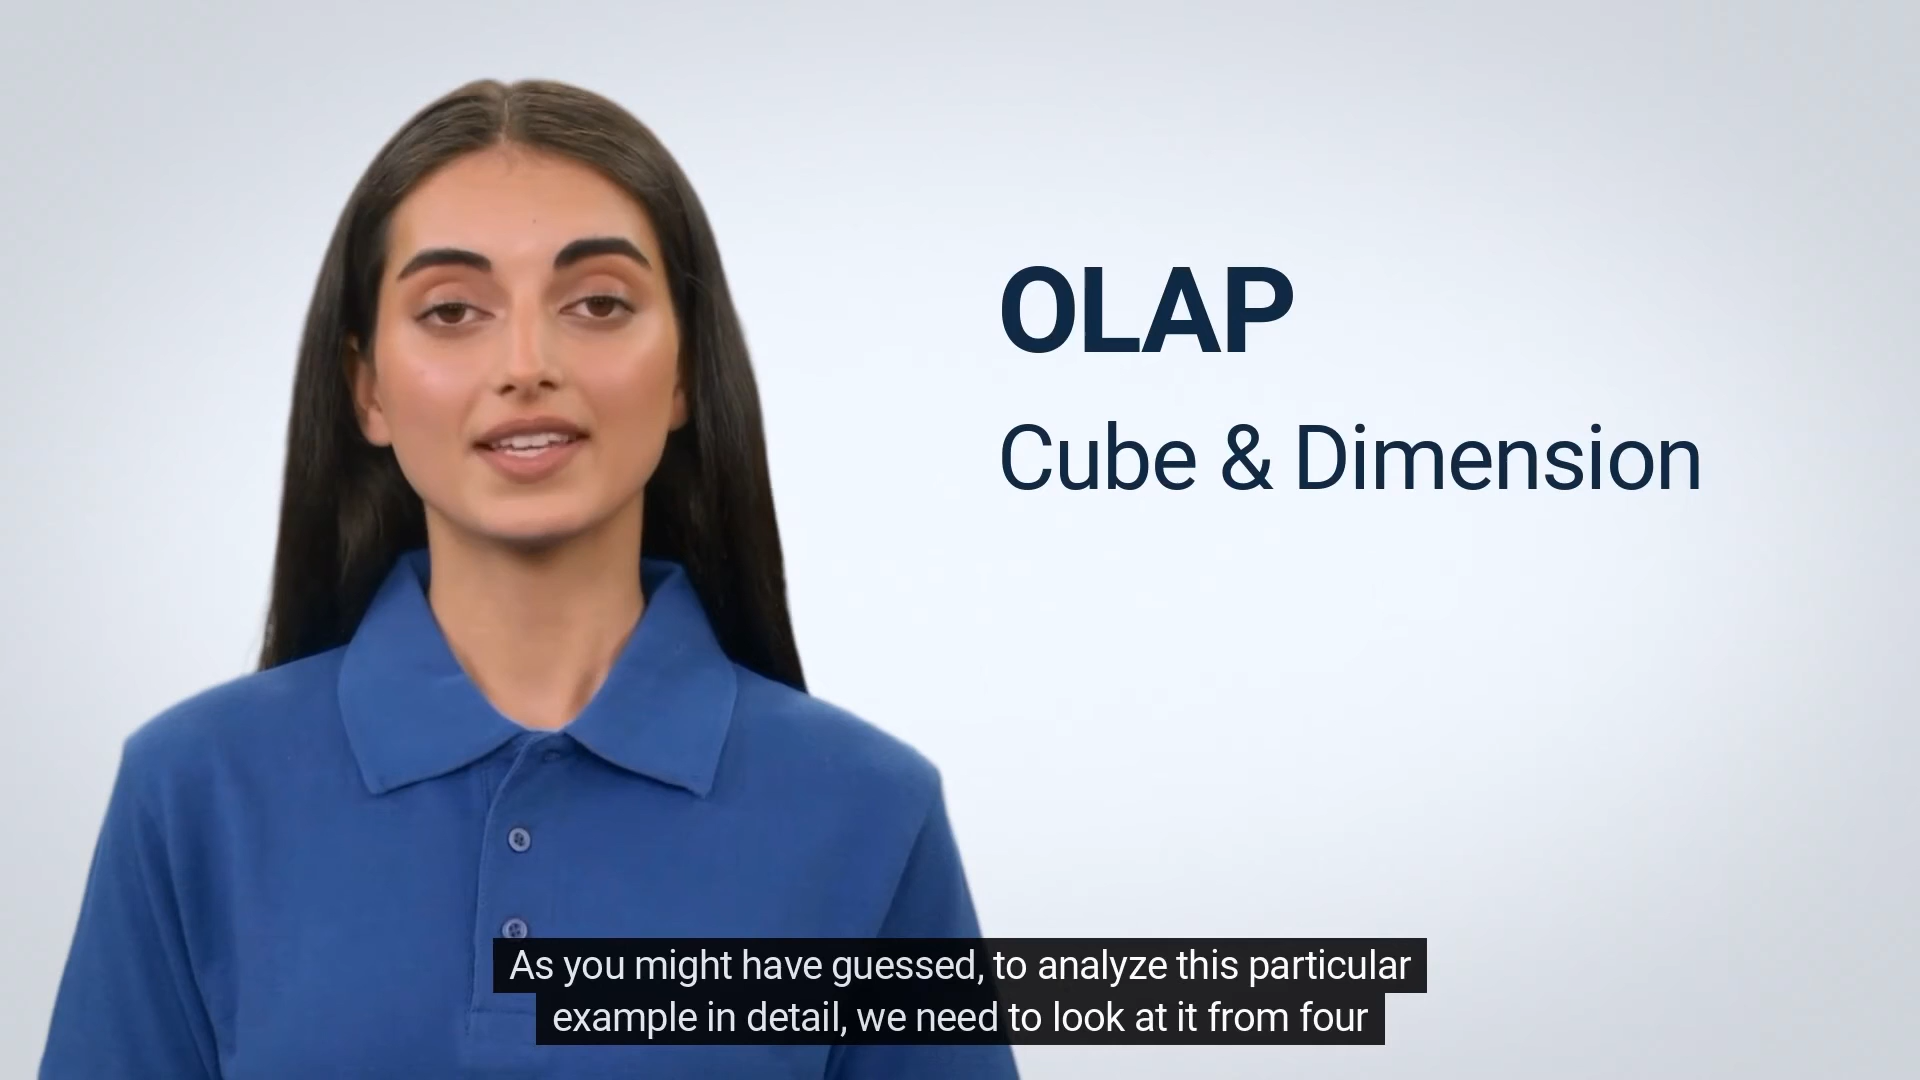 OLAP
Cube & Dimension
As you might have guessed, to analyze this particular
example in detail, we need to look at it from four